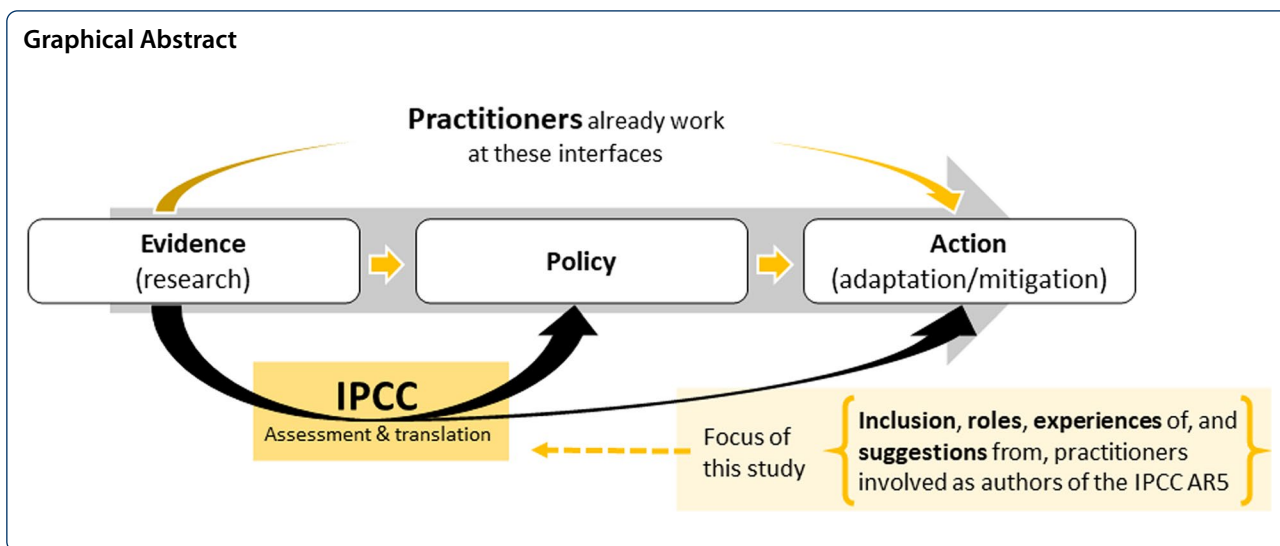 Graphical Abstract
Practitioners already work
at these interfaces
Evidence
(research)
Policy
Action
(adaptation/mitigation)
IPCC
Assessment & translation
Focus of
this study
Inclusion, roles, experiences of, and
suggestions from, practitioners
involved as authors of the IPCC AR5